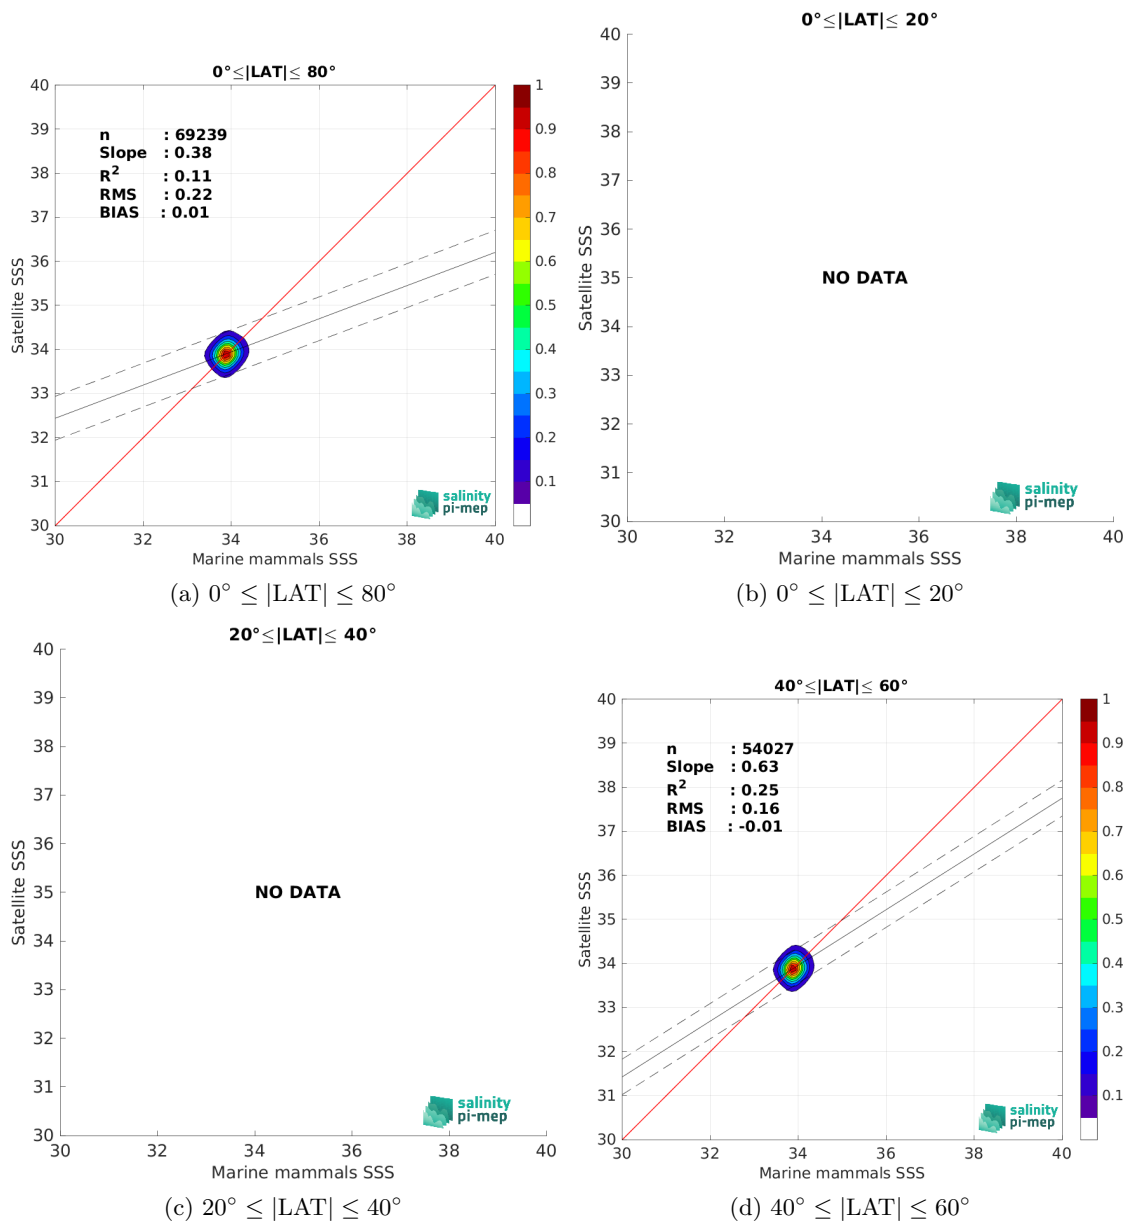 0°≤|LAT|≤ 80°
40
39
38
37
36
35
34
33
32
31
30
Satellite SSS
n : 69239
Slope : 0.38
R² : 0.11
RMS : 0.22
BIAS : 0.01
1
0.9
0.8
0.7
0.6
0.5
0.4
0.3
0.2
0.1
salinity
pi-mep
30 32 34 36 38 40
Marine mammals SSS
(a) 0° ≤ |LAT| ≤ 80°
0°≤|LAT|≤ 20°
40
39
38
37
36
35
34
33
32
31
30
Satellite SSS
NO DATA
salinity
pi-mep
30 32 34 36 38 40
Marine mammals SSS
(b) 0° ≤ |LAT| ≤ 20°
20°≤|LAT|≤ 40°
40
39
38
37
36
35
34
33
32
31
30
Satellite SSS
NO DATA
salinity
pi-mep
30 32 34 36 38 40
Marine mammals SSS
(c) 20° ≤ |LAT| ≤ 40°
40°≤|LAT|≤ 60°
40
39
38
37
36
35
34
33
32
31
30
Satellite SSS
n : 54027
Slope : 0.63
R² : 0.25
RMS : 0.16
BIAS : -0.01
1
0.9
0.8
0.7
0.6
0.5
0.4
0.3
0.2
0.1
salinity
pi-mep
30 32 34 36 38 40
Marine mammals SSS
(d) 40° ≤ |LAT| ≤ 60°